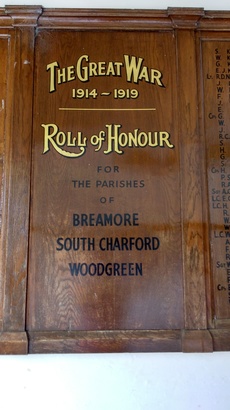 THE GREAT WAR
1914 ~ 1919
ROLL of HONOUR
FOR
THE PARISHES
OF
BREAMORE
SOUTH CHARFORD
WOODGREEN